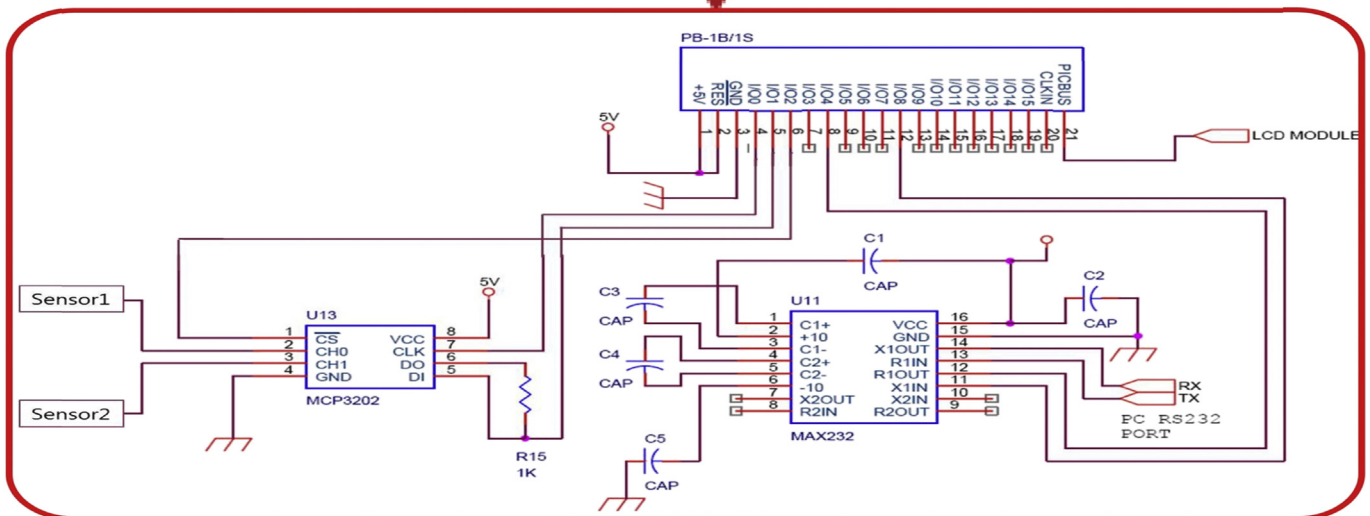 PB-1B/1S
+5V
RES
GND
I/O0
I/O1
I/O2
I/O3
I/O4
I/O5
I/O6
I/O7
I/O8
I/O9
I/O10
I/O11
I/O12
I/O13
I/O14
I/O15
CLKIN
PICBUS
1
2
3
4
5
6
7
8
9
10
11
12
13
14
15
16
17
18
19
20
21
5V
LCD MODULE
Sensor1
Sensor2
U13
1 CS VCC 8
2 CH0 CLK 7
3 CH1 DO 6
4 GND DI 5
MCP3202
5V
R15
1K
C1
CAP
C2
CAP
C3
CAP
C4
CAP
C5
CAP
U11
1 C1+ VCC 16
2 +10 GND 15
3 C1- X1OUT 14
4 C2+ R1IN 13
5 C2- R1OUT 12
6 -10 X1IN 11
7 X2OUT X2IN 10
8 R2IN R2OUT 9
MAX232
RX
TX
PC RS232
PORT